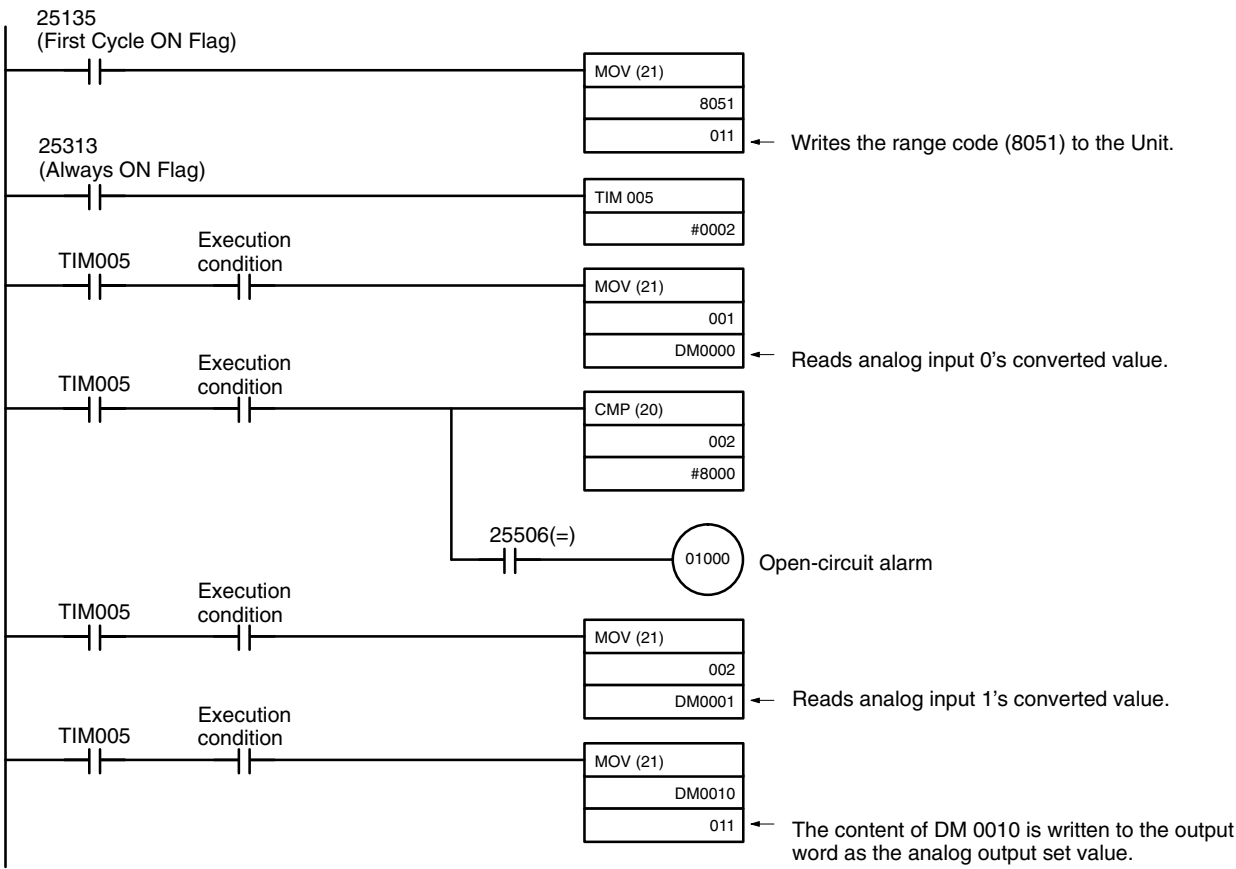 25135
(First Cycle ON Flag)
MOV (21)
8051
011
Writes the range code (8051) to the Unit.
25313
(Always ON Flag)
TIM 005
#0002
TIM005
Execution
condition
MOV (21)
001
DM0000
Reads analog input 0's converted value.
TIM005
Execution
condition
CMP (20)
002
#8000
25506(=)
01000
Open-circuit alarm
TIM005
Execution
condition
MOV (21)
002
DM0001
Reads analog input 1's converted value.
TIM005
Execution
condition
MOV (21)
DM0010
011
The content of DM 0010 is written to the output
word as the analog output set value.